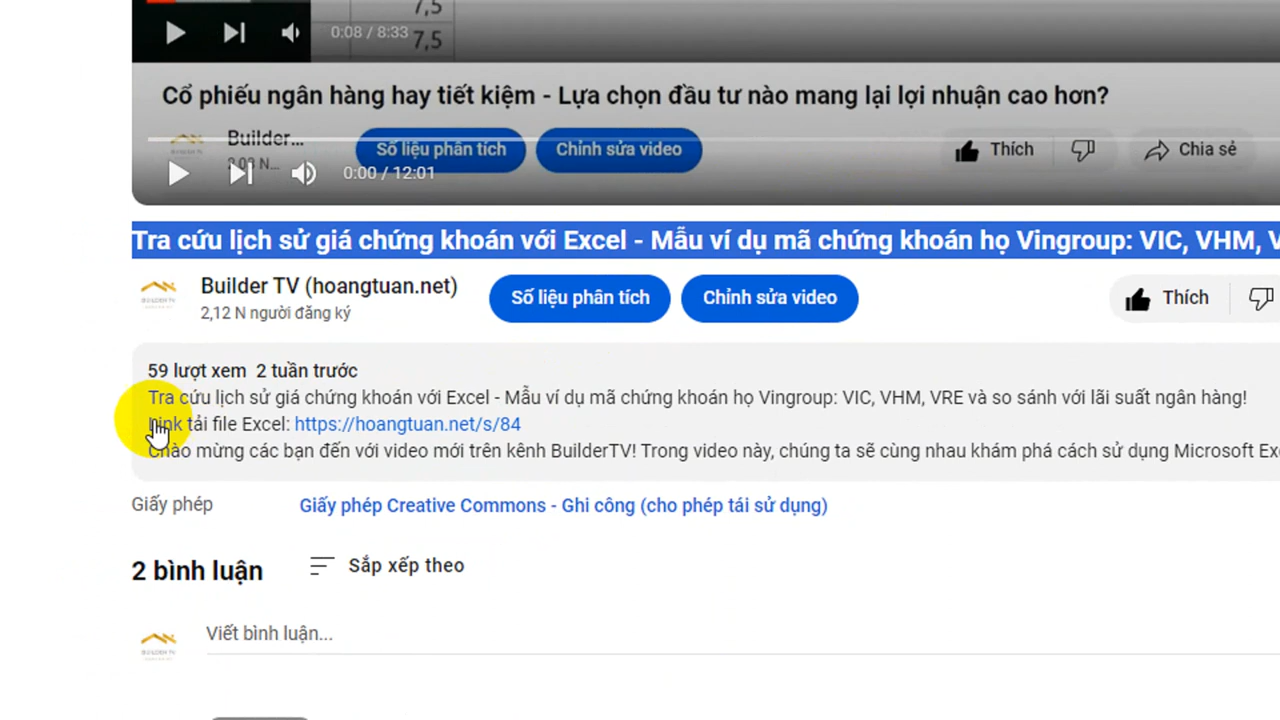 7,5
0:08 / 8:33
7,5
Cổ phiếu ngân hàng hay tiết kiệm - Lựa chọn đầu tư nào mang lại lợi nhuận cao hơn?
Builder...
Số liệu phân tích
Chỉnh sửa video
Thích
Chia sẻ
0:00 / 12:01
Tra cứu lịch sử giá chứng khoán với Excel - Mẫu ví dụ mã chứng khoán họ Vingroup: VIC, VHM, V
Builder TV (hoangtuan.net)
2,12 N người đăng ký
Số liệu phân tích
Chỉnh sửa video
Thích
59 lượt xem 2 tuần trước
Tra cứu lịch sử giá chứng khoán với Excel - Mẫu ví dụ mã chứng khoán họ Vingroup: VIC, VHM, VRE và so sánh với lãi suất ngân hàng!
Link tải file Excel: https://hoangtuan.net/s/84
Chào mừng các bạn đến với video mới trên kênh BuilderTV! Trong video này, chúng ta sẽ cùng nhau khám phá cách sử dụng Microsoft Exc
Giấy phép
Giấy phép Creative Commons - Ghi công (cho phép tái sử dụng)
2 bình luận
Sắp xếp theo
Viết bình luận...